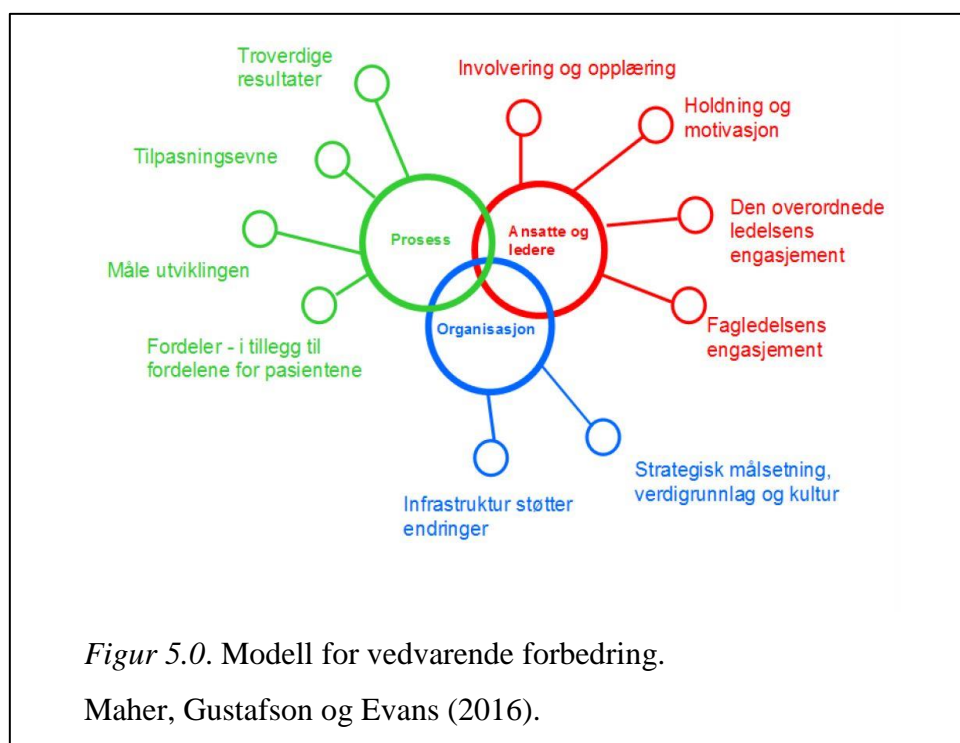 Troverdige
resultater
Tilpasningsevne
Måle utviklingen
Fordeler - i tillegg til
fordelene for pasientene
Prosess
Involvering og opplæring
Holdning og
motivasjon
Den overordnede
ledelsens
engasjement
Fagledelsens
engasjement
Ansatte og
ledere
Organisasjon
Infrastruktur støtter
endringer
Strategisk målsetning,
verdigrunnlag og kultur
Figur 5.0. Modell for vedvarende forbedring.
Maher, Gustafson og Evans (2016).